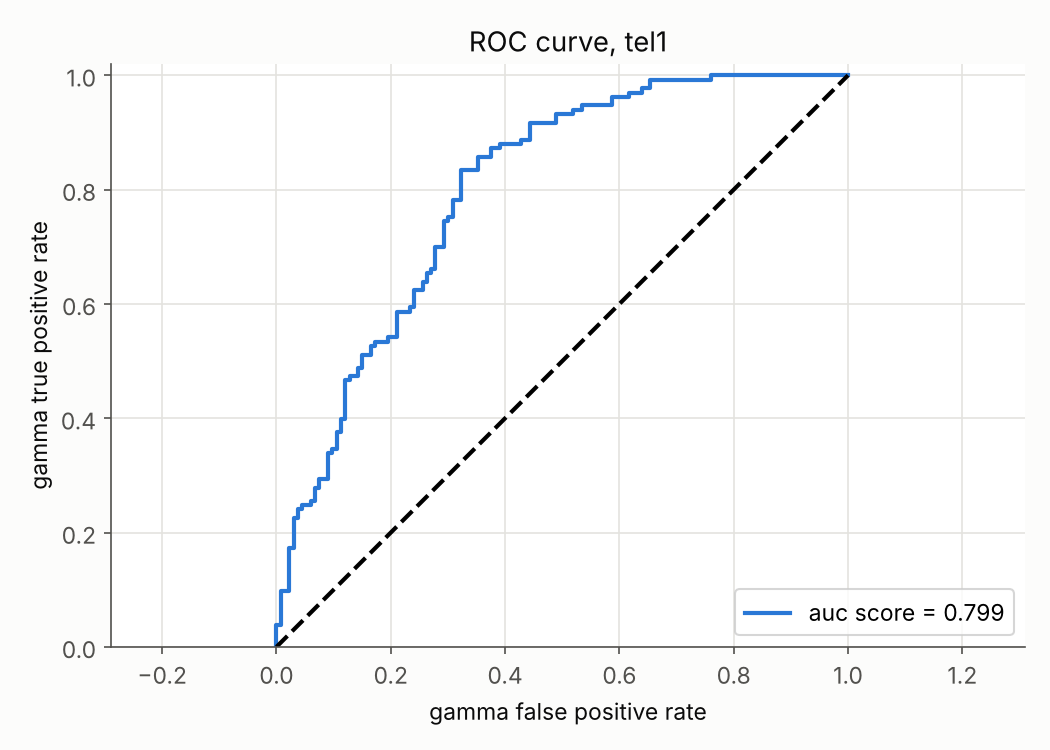 ROC curve, tel1
1.0
0.8
0.6
0.4
0.2
0.0
gamma true positive rate
−0.2 0.0 0.2 0.4 0.6 0.8 1.0 1.2
gamma false positive rate
auc score = 0.799